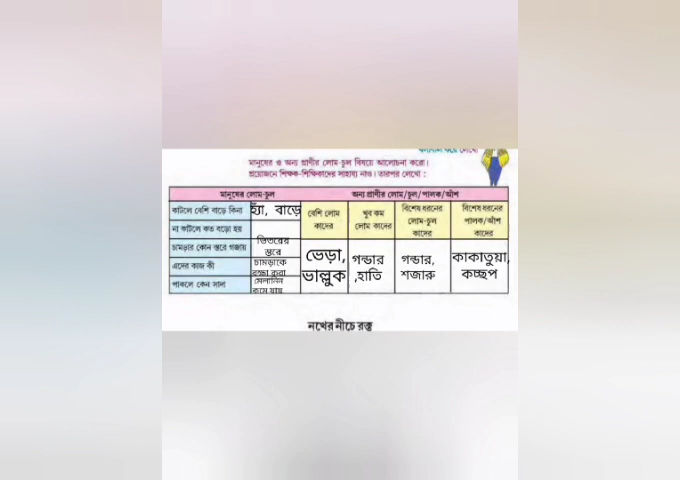 মানুষের ও অন্য প্রাণীর লোম-চুল বিষয়ে আলোচনা করো।
প্রয়োজনে শিক্ষক-শিক্ষিকাদের সাহায্য নাও। তারপর লেখো :
মানুষের লোম-চুল
অন্য প্রাণীর লোম/চুল/পালক/আঁশ
কাটলে বেশি বাড়ে কিনা
হ্যাঁ, বাড়ে
না কাটলে কত বড়ো হয়
চামড়ার কোন স্তরে গজায়
ভিতরের
স্তরে
এদের কাজ কী
চামড়াকে
রক্ষা করা
পাকলে কেন সাদা
মেলানিন
কমে যায়
বেশি লোম
কাদের
খুব কম
লোম কাদের
বিশেষ ধরনের
লোম-চুল
কাদের
বিশেষ ধরনের
পালক/আঁশ
কাদের
ভেড়া,
ভাল্লুক
গন্ডার
,হাতি
গন্ডার,
শজারু
কাকাতুয়া,
কচ্ছপ
নখের নীচে রক্ত